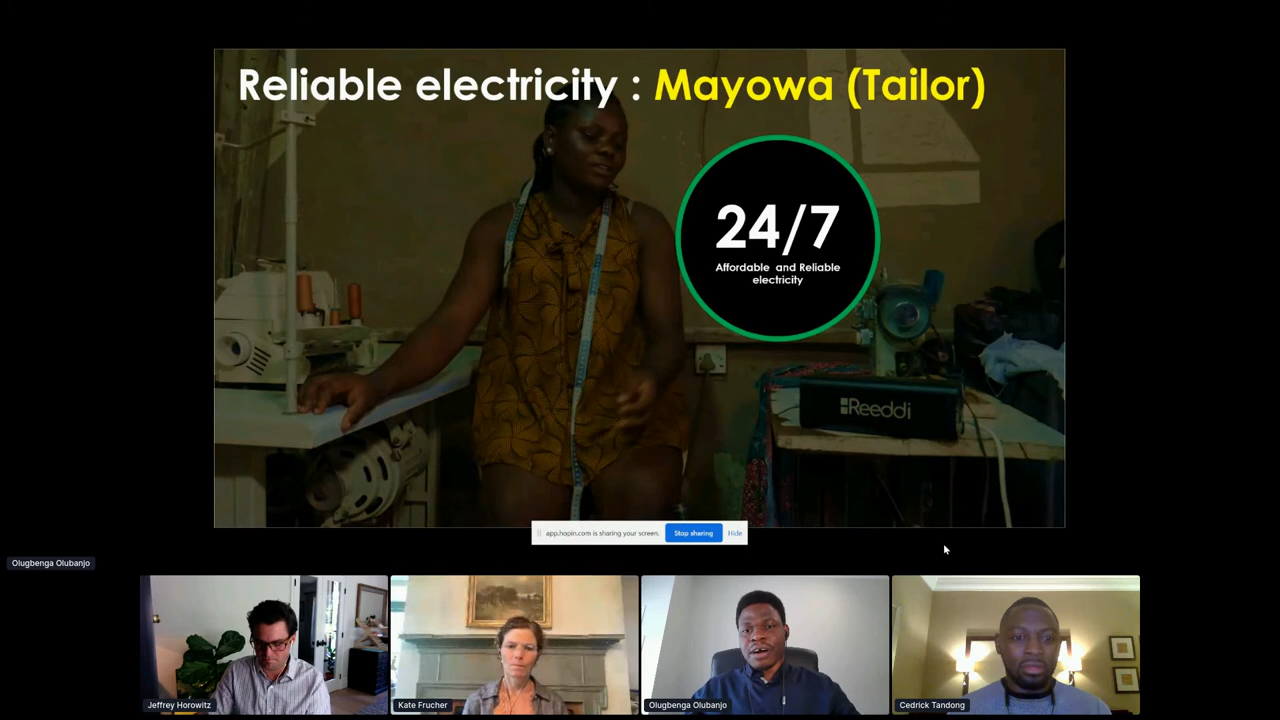 Reliable electricity : Mayowa (Tailor)
24/7
Affordable and Reliable
electricity
Reeddi
app.hopin.com is sharing your screen.
Stop sharing
Hide
Olugbenga Olubanjo
Jeffrey Horowitz
Kate Frucher
Olugbenga Olubanjo
Cedrick Tandong